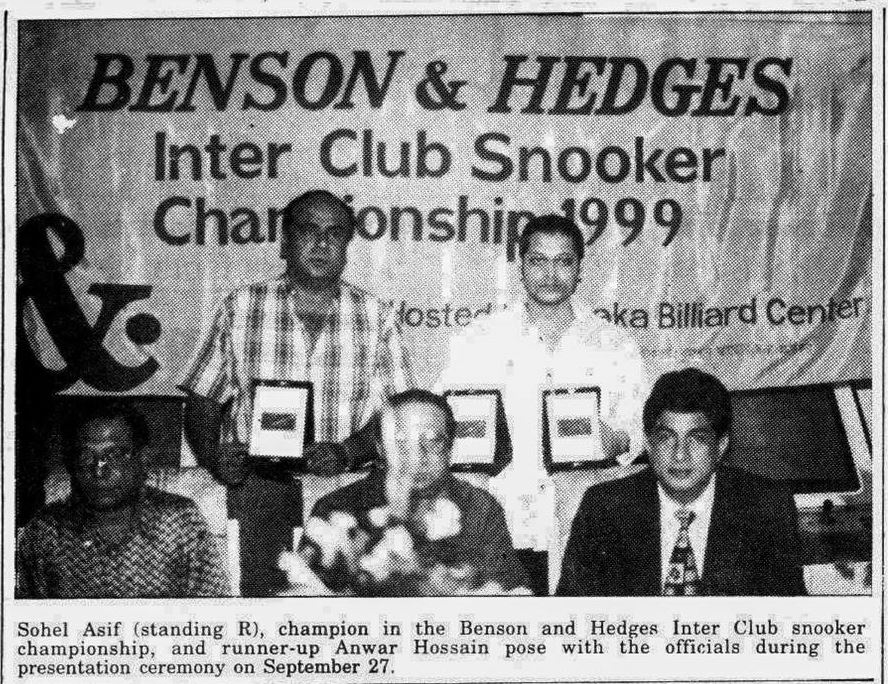 BENSON & HEDGES
Inter Club Snooker
Championship 1999
&
Hosted aka Billiard Center
Sohel Asif (standing R), champion in the Benson and Hedges Inter Club snooker
championship, and runner-up Anwar Hossain pose with the officials during the
presentation ceremony on September 27.